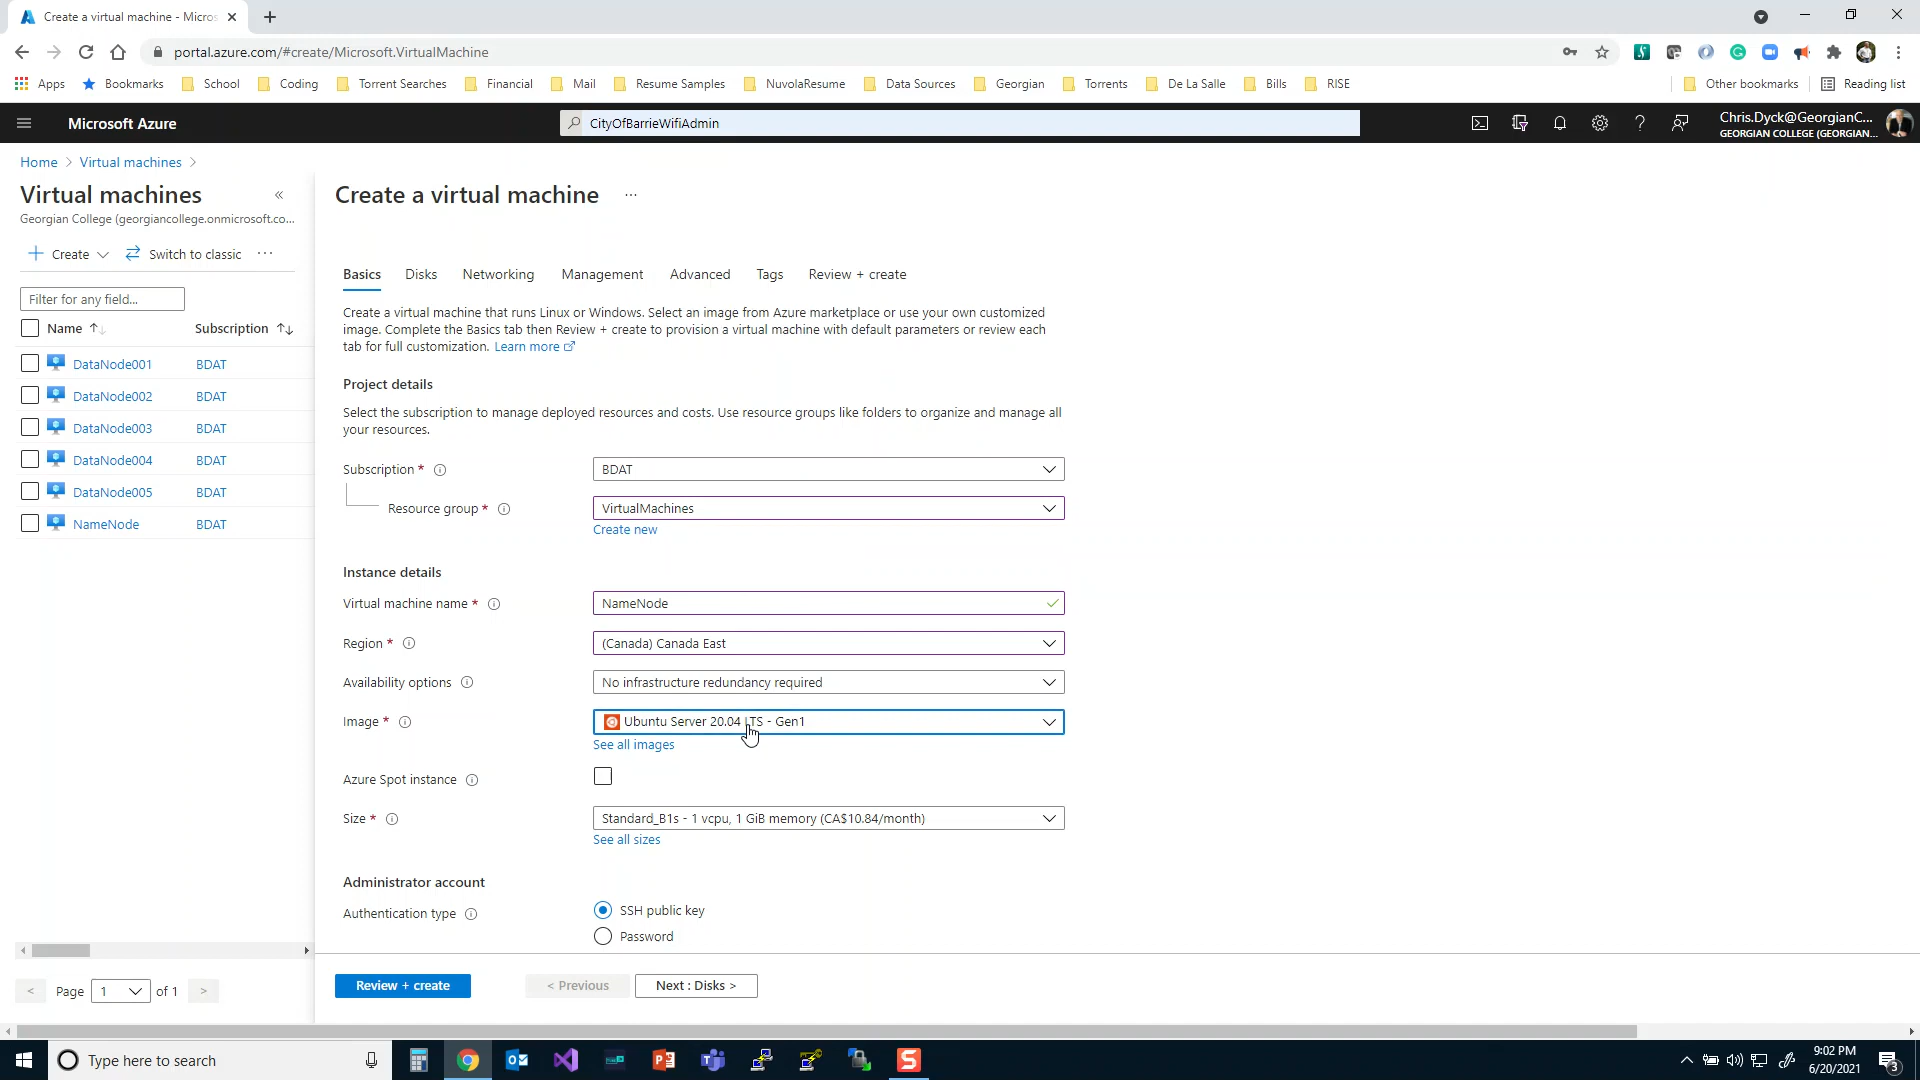 Create a virtual machine - Micros
portal.azure.com/#create/Microsoft.VirtualMachine
Apps Bookmarks School Coding Torrent Searches Financial Mail Resume Samples NuvolaResume Data Sources Georgian Torrents De La Salle Bills RISE Other bookmarks Reading list
Microsoft Azure
CityOfBarrieWifiAdmin
Chris.Dyck@GeorgianC...
GEORGIAN COLLEGE (GEORGIAN...
Home > Virtual machines >
Virtual machines
Georgian College (georgiancollege.onmicrosoft.co...
Create Switch to classic ...
Filter for any field...
Name Subscription
DataNode001 BDAT
DataNode002 BDAT
DataNode003 BDAT
DataNode004 BDAT
DataNode005 BDAT
NameNode BDAT
< Page 1 of 1 >
Create a virtual machine ...
Basics Disks Networking Management Advanced Tags Review + create
Create a virtual machine that runs Linux or Windows. Select an image from Azure marketplace or use your own customized
image. Complete the Basics tab then Review + create to provision a virtual machine with default parameters or review each
tab for full customization. Learn more
Project details
Select the subscription to manage deployed resources and costs. Use resource groups like folders to organize and manage all
your resources.
Subscription * BDAT
Resource group * VirtualMachines
Create new
Instance details
Virtual machine name * NameNode
Region * (Canada) Canada East
Availability options No infrastructure redundancy required
Image * Ubuntu Server 20.04 LTS - Gen1
See all images
Azure Spot instance
Size * Standard_B1s - 1 vcpu, 1 GiB memory (CA$10.84/month)
See all sizes
Administrator account
Authentication type SSH public key
Password
Review + create < Previous Next : Disks >
Type here to search
9:02 PM
6/20/2021
3